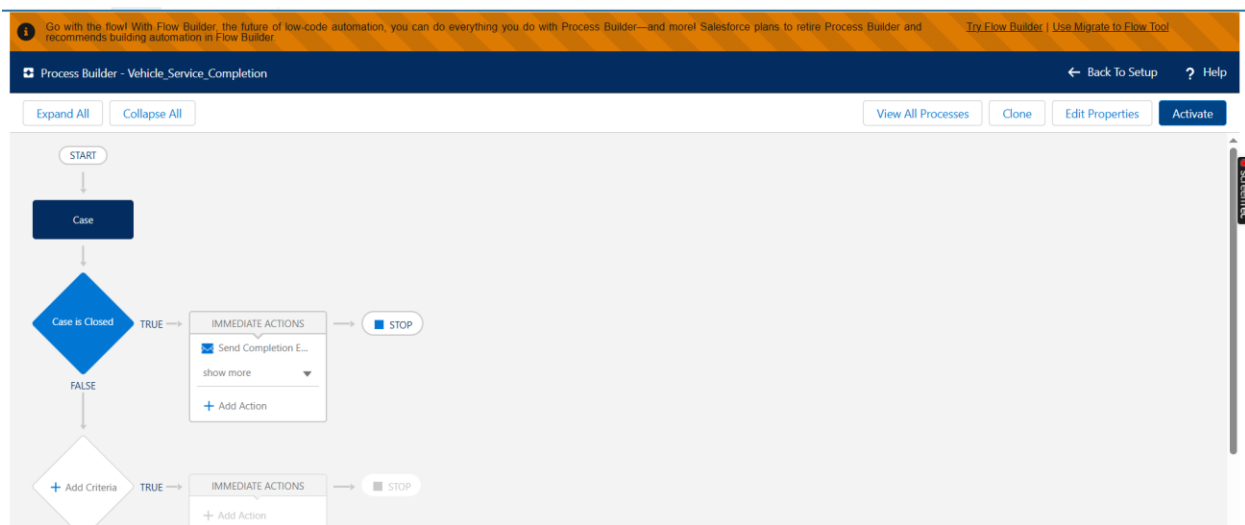 Go with the flow! With Flow Builder, the future of low-code automation, you can do everything you do with Process Builder—and more! Salesforce plans to retire Process Builder and
recommends building automation in Flow Builder.
Try Flow Builder | Use Migrate to Flow Tool
Process Builder - Vehicle_Service_Completion
Back To Setup
? Help
Expand All
Collapse All
View All Processes
Clone
Edit Properties
Activate
START
Case
Case is Closed
TRUE
IMMEDIATE ACTIONS
STOP
Send Completion E...
show more
+ Add Action
FALSE
+ Add Criteria
TRUE
IMMEDIATE ACTIONS
STOP
+ Add Action